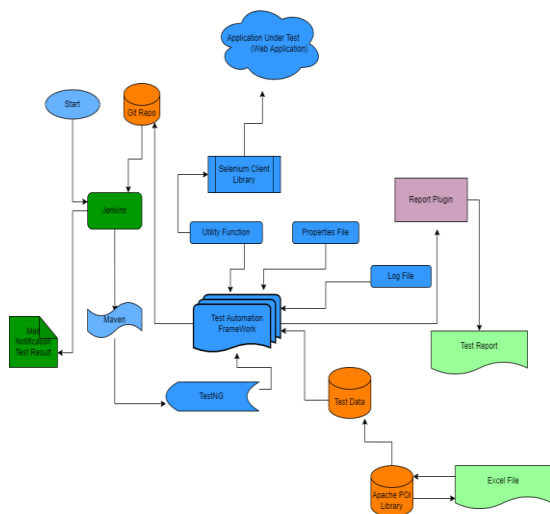 Application Under Test
(Web Application)
Start
Git Repo
Selenium Client
Library
Jenkins
Report Plugin
Utility Function
Properties File
Log File
Maven
Test Automation
FrameWork
Mail
Notification
Test Result
Test Report
TestNG
Test Data
Apache POI
Library
Excel File